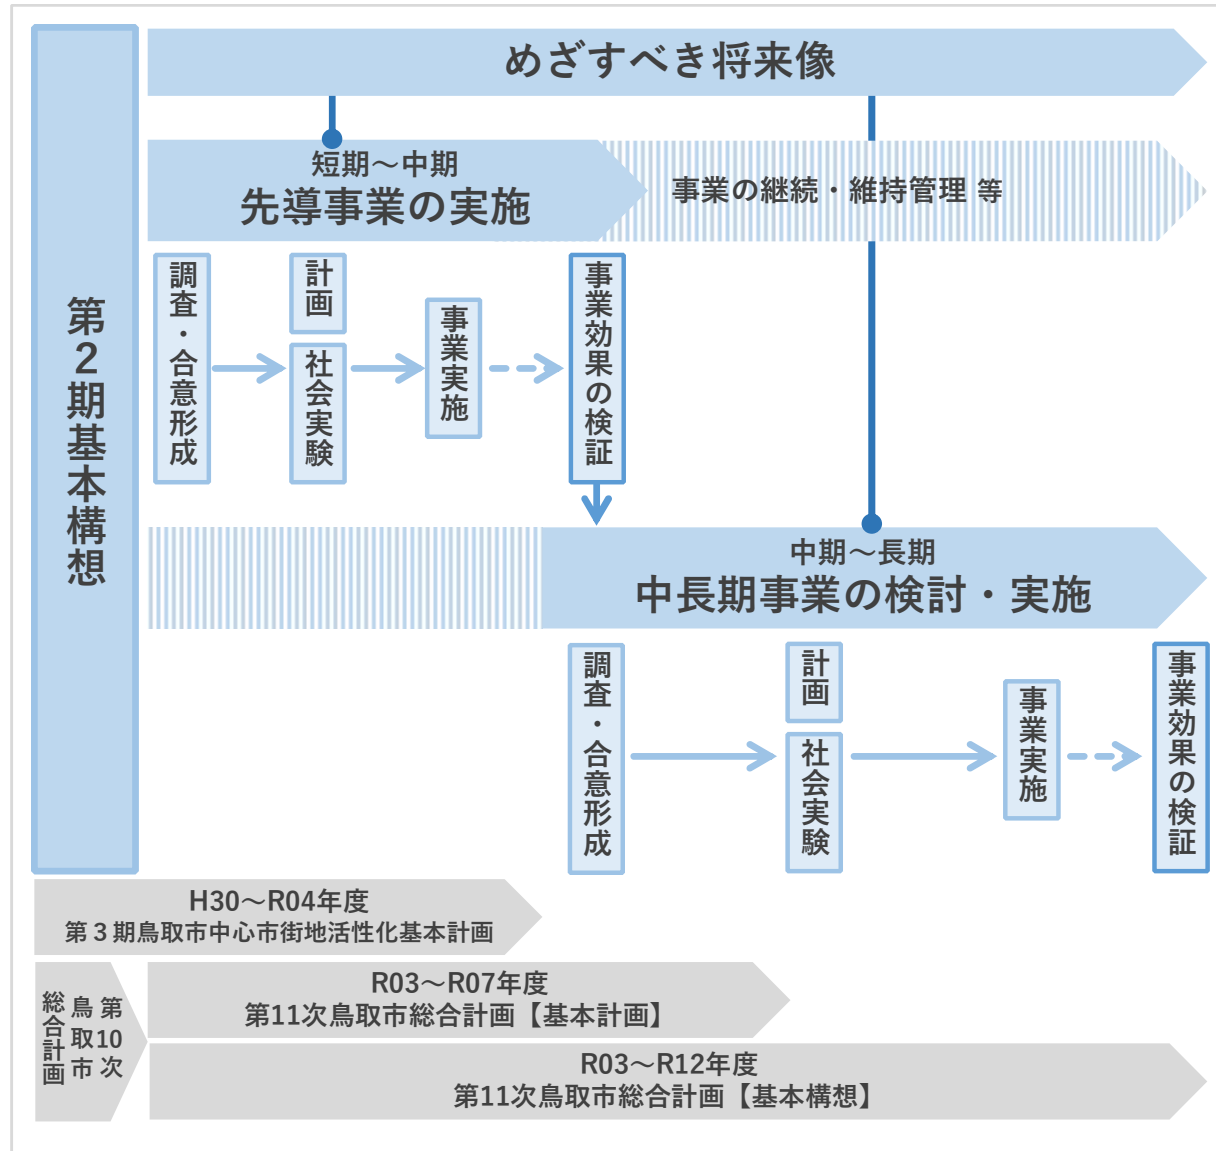 めざすべき将来像
第2期基本構想
短期～中期
先導事業の実施
事業の継続・維持管理 等
調査・合意形成
計画
社会実験
事業実施
事業効果の検証
中期～長期
中長期事業の検討・実施
調査・合意形成
計画
社会実験
事業実施
事業効果の検証
H30～R04年度
第３期鳥取市中心市街地活性化基本計画
第10次
鳥取市
総合計画
R03～R07年度
第11次鳥取市総合計画【基本計画】
R03～R12年度
第11次鳥取市総合計画【基本構想】